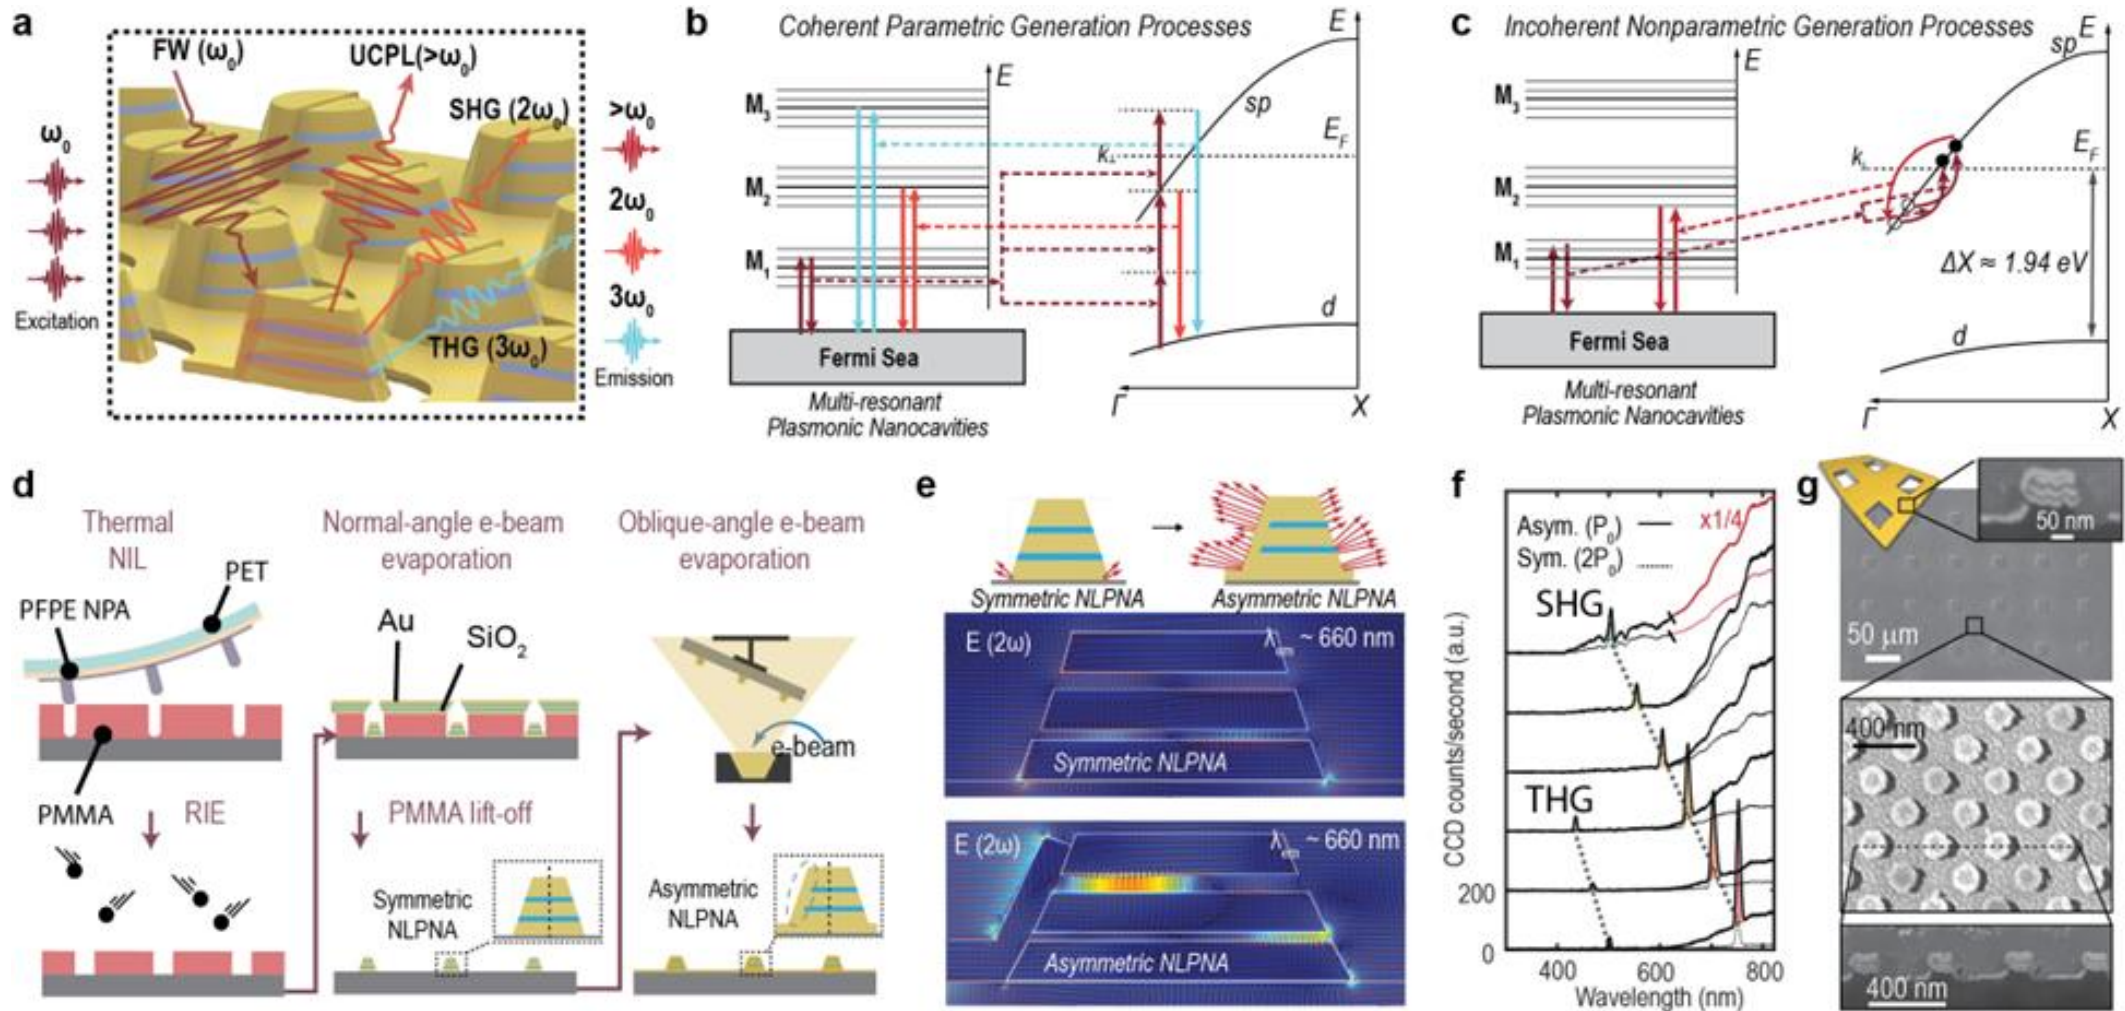 a
FW (ω₀)
UCPL(>ω₀)
SHG (2ω₀)
THG (3ω₀)
ω₀
Excitation
>ω₀
2ω₀
3ω₀
Emission
b
Coherent Parametric Generation Processes
E
E
M₃
M₂
M₁
sp
E_F
k⊥
d
Fermi Sea
Multi-resonant
Plasmonic Nanocavities
Γ
X
c
Incoherent Nonparametric Generation Processes
sp
E
E
M₃
M₂
M₁
k⊥
E_F
ΔX ≈ 1.94 eV
d
Fermi Sea
Multi-resonant
Plasmonic Nanocavities
Γ
X
d
Thermal
NIL
PET
PFPE NPA
PMMA
RIE
Normal-angle e-beam
evaporation
Au
SiO₂
PMMA lift-off
Symmetric
NLPNA
Oblique-angle e-beam
evaporation
e-beam
Asymmetric
NLPNA
e
Symmetric NLPNA
Asymmetric NLPNA
E (2ω)
λem ~ 660 nm
Symmetric NLPNA
E (2ω)
λem ~ 660 nm
Asymmetric NLPNA
f
Asym. (P₀)
Sym. (2P₀)
x1/4
SHG
THG
CCD counts/second (a.u.)
200
0
400
600
800
Wavelength (nm)
g
50 nm
50 μm
400 nm
400 nm